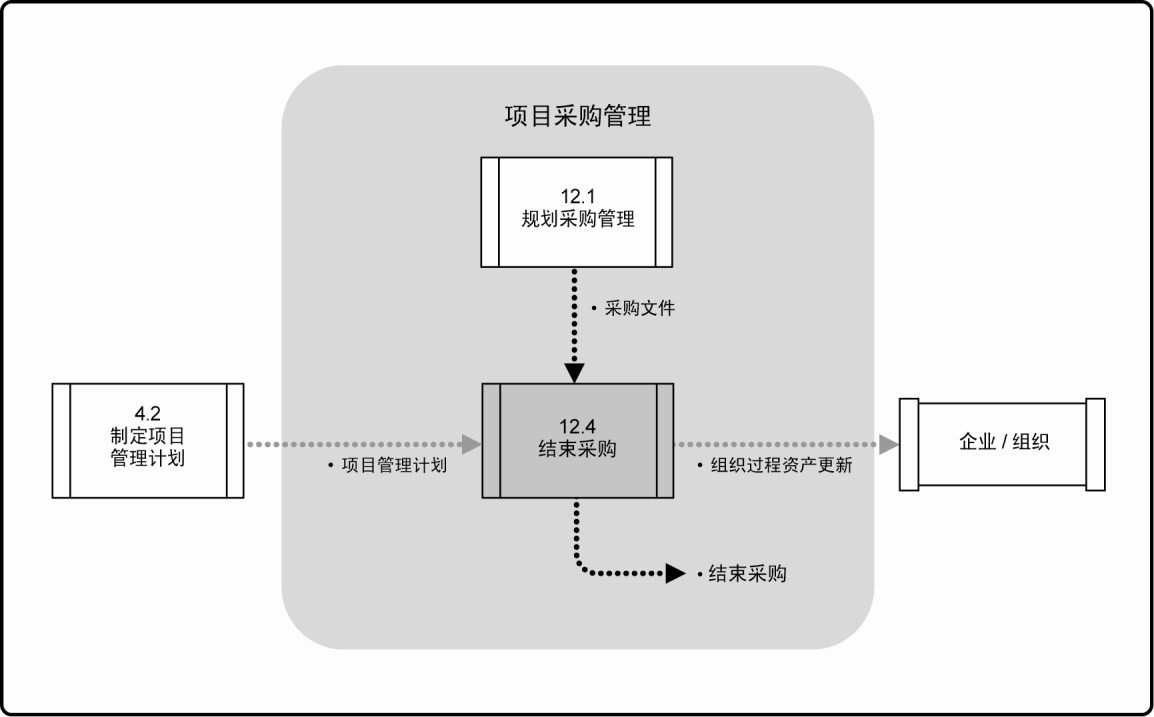 项目采购管理
12.1
规划采购管理
• 采购文件
4.2
制定项目
管理计划
• 项目管理计划
12.4
结束采购
• 组织过程资产更新
企业 / 组织
• 结束采购